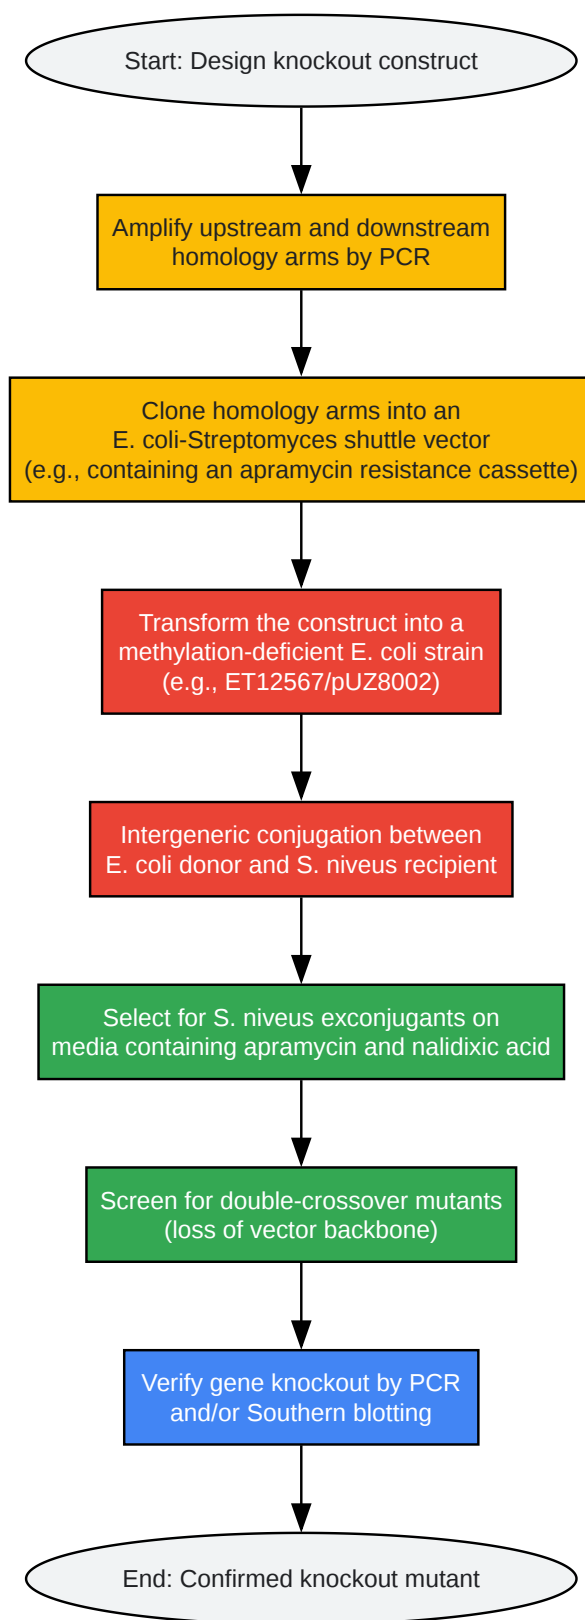 Start: Design knockout construct
Amplify upstream and downstream
homology arms by PCR
Clone homology arms into an
E. coli-Streptomyces shuttle vector
(e.g., containing an apramycin resistance cassette)
Transform the construct into a
methylation-deficient E. coli strain
(e.g., ET12567/pUZ8002)
Intergeneric conjugation between
E. coli donor and S. niveus recipient
Select for S. niveus exconjugants on
media containing apramycin and nalidixic acid
Screen for double-crossover mutants
(loss of vector backbone)
Verify gene knockout by PCR
and/or Southern blotting
End: Confirmed knockout mutant